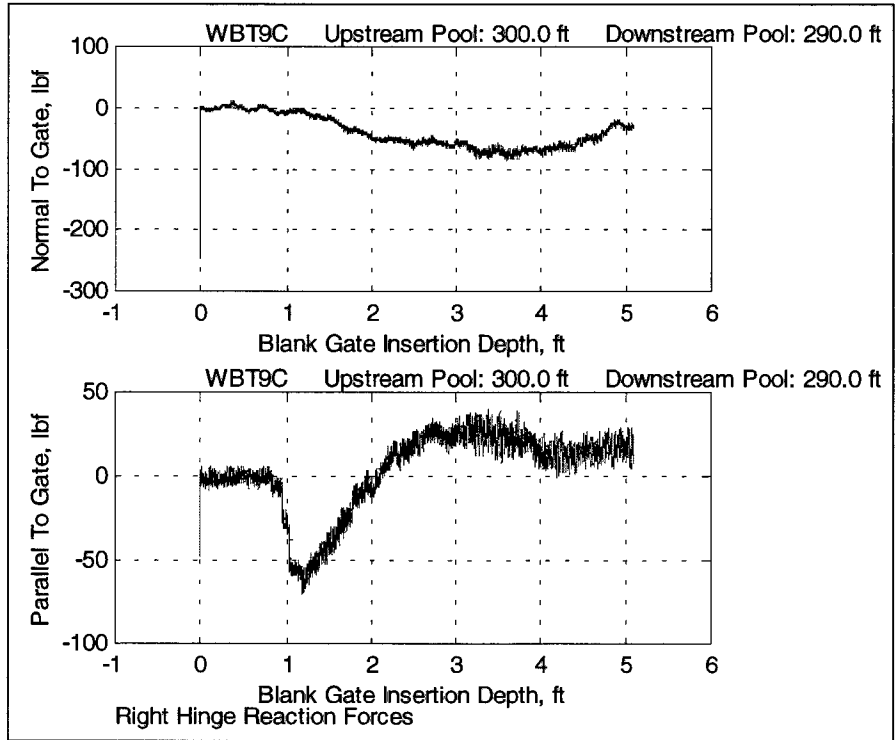 WBT9C Upstream Pool: 300.0 ft Downstream Pool: 290.0 ft
100
0
-100
-200
-300
Normal To Gate, lbf
-1 0 1 2 3 4 5 6
Blank Gate Insertion Depth, ft
WBT9C Upstream Pool: 300.0 ft Downstream Pool: 290.0 ft
50
0
-50
-100
Parallel To Gate, lbf
-1 0 1 2 3 4 5 6
Blank Gate Insertion Depth, ft
Right Hinge Reaction Forces